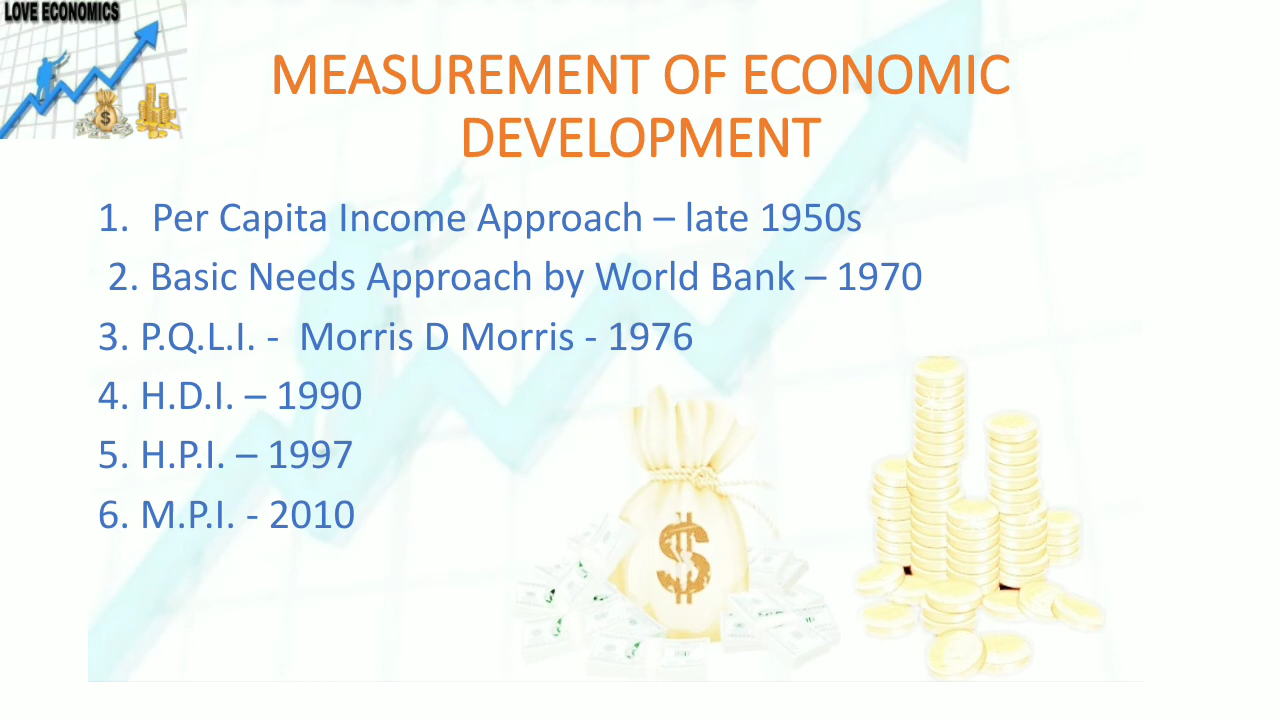 LOVE ECONOMICS
MEASUREMENT OF ECONOMIC
DEVELOPMENT
1. Per Capita Income Approach – late 1950s
2. Basic Needs Approach by World Bank – 1970
3. P.Q.L.I. - Morris D Morris - 1976
4. H.D.I. – 1990
5. H.P.I. – 1997
6. M.P.I. - 2010
$
$